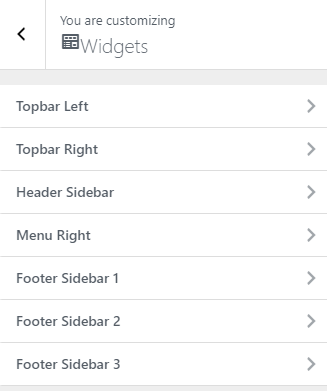 You are customizing
Widgets
Topbar Left
Topbar Right
Header Sidebar
Menu Right
Footer Sidebar 1
Footer Sidebar 2
Footer Sidebar 3